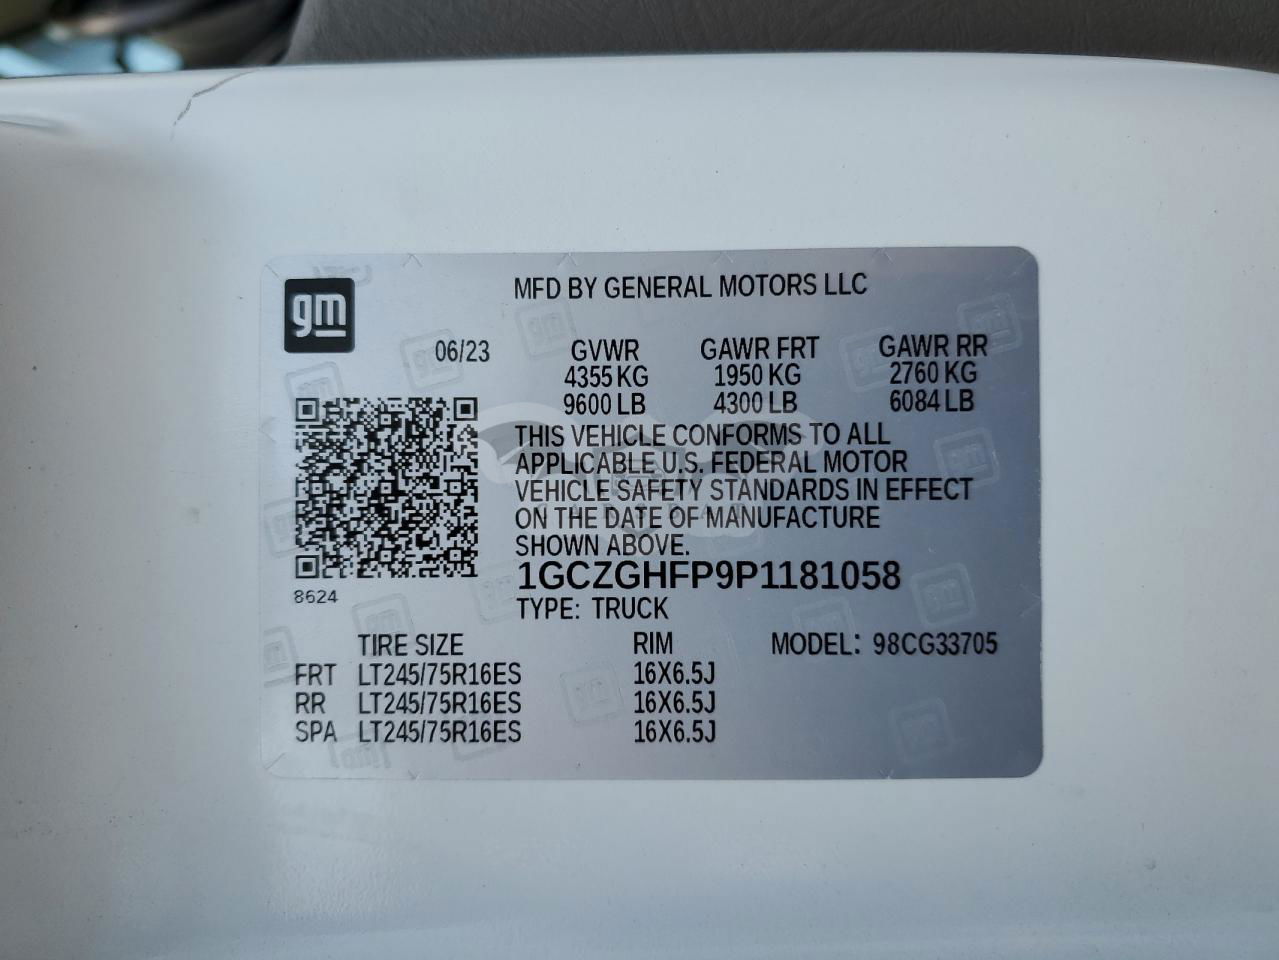 MFD BY GENERAL MOTORS LLC
gm
06/23 GVWR GAWR FRT GAWR RR
4355 KG 1950 KG 2760 KG
9600 LB 4300 LB 6084 LB
THIS VEHICLE CONFORMS TO ALL
APPLICABLE U.S. FEDERAL MOTOR
VEHICLE SAFETY STANDARDS IN EFFECT
ON THE DATE OF MANUFACTURE
SHOWN ABOVE.
1GCZGHFP9P1181058
8624
TYPE: TRUCK
TIRE SIZE RIM MODEL: 98CG33705
FRT LT245/75R16ES 16X6.5J
RR LT245/75R16ES 16X6.5J
SPA LT245/75R16ES 16X6.5J